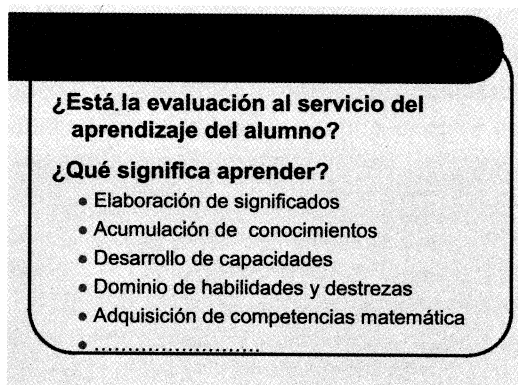 ¿Está la evaluación al servicio del
aprendizaje del alumno?
¿Qué significa aprender?
• Elaboración de significados
• Acumulación de conocimientos
• Desarrollo de capacidades
• Dominio de habilidades y destrezas
• Adquisición de competencias matemática
• .........................